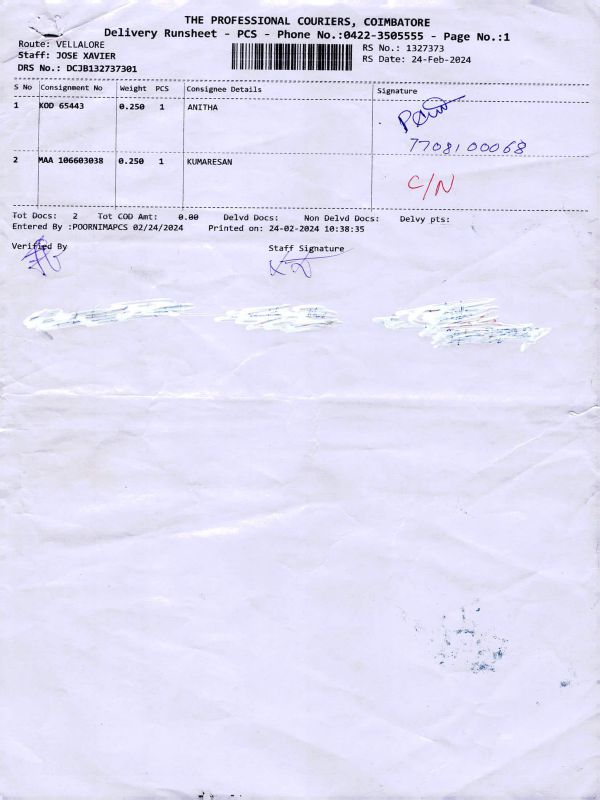 THE PROFESSIONAL COURIERS, COIMBATORE
Delivery Runsheet - PCS - Phone No.:0422-3505555 - Page No.:1
Route: VELLALORE
Staff: JOSE XAVIER
DRS No.: DCJB132737301
RS No.: 1327373
RS Date: 24-Feb-2024
S No Consignment No Weight PCS Consignee Details Signature
1 KOD 65443 0.250 1 ANITHA
7708100068
2 MAA 106603038 0.250 1 KUMARESAN C/N
Tot Docs: 2 Tot COD Amt: 0.00 Delvd Docs: Non Delvd Docs: Delvy pts:
Entered By :POORNIMAPCS 02/24/2024 Printed on: 24-02-2024 10:38:35
Verified By Staff Signature